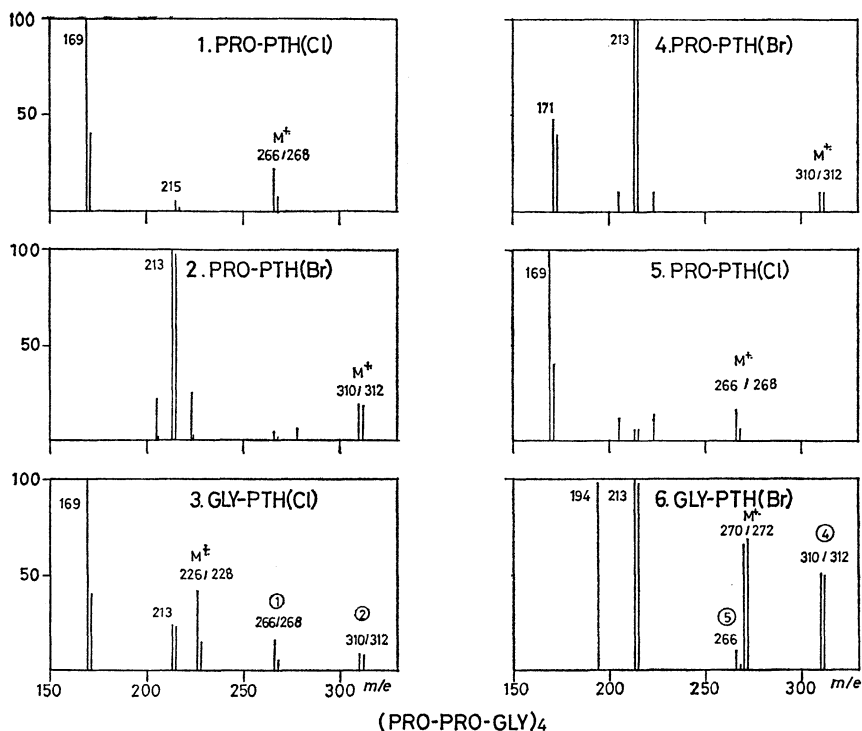 100
50
169
1. PRO-PTH(Cl)
215
M+·
266/268
4. PRO-PTH(Br)
213
171
M+·
310/312
100
50
213
2. PRO-PTH(Br)
M+·
310/312
5. PRO-PTH(Cl)
169
M+·
266/268
100
50
169
3. GLY-PTH(Cl)
M+·
226/228
213
①
266/268
②
310/312
150 200 250 300 m/e
6. GLY-PTH(Br)
194 213
M+·
270/272
④
310/312
⑤
266
150 200 250 300 m/e
(PRO-PRO-GLY)₄